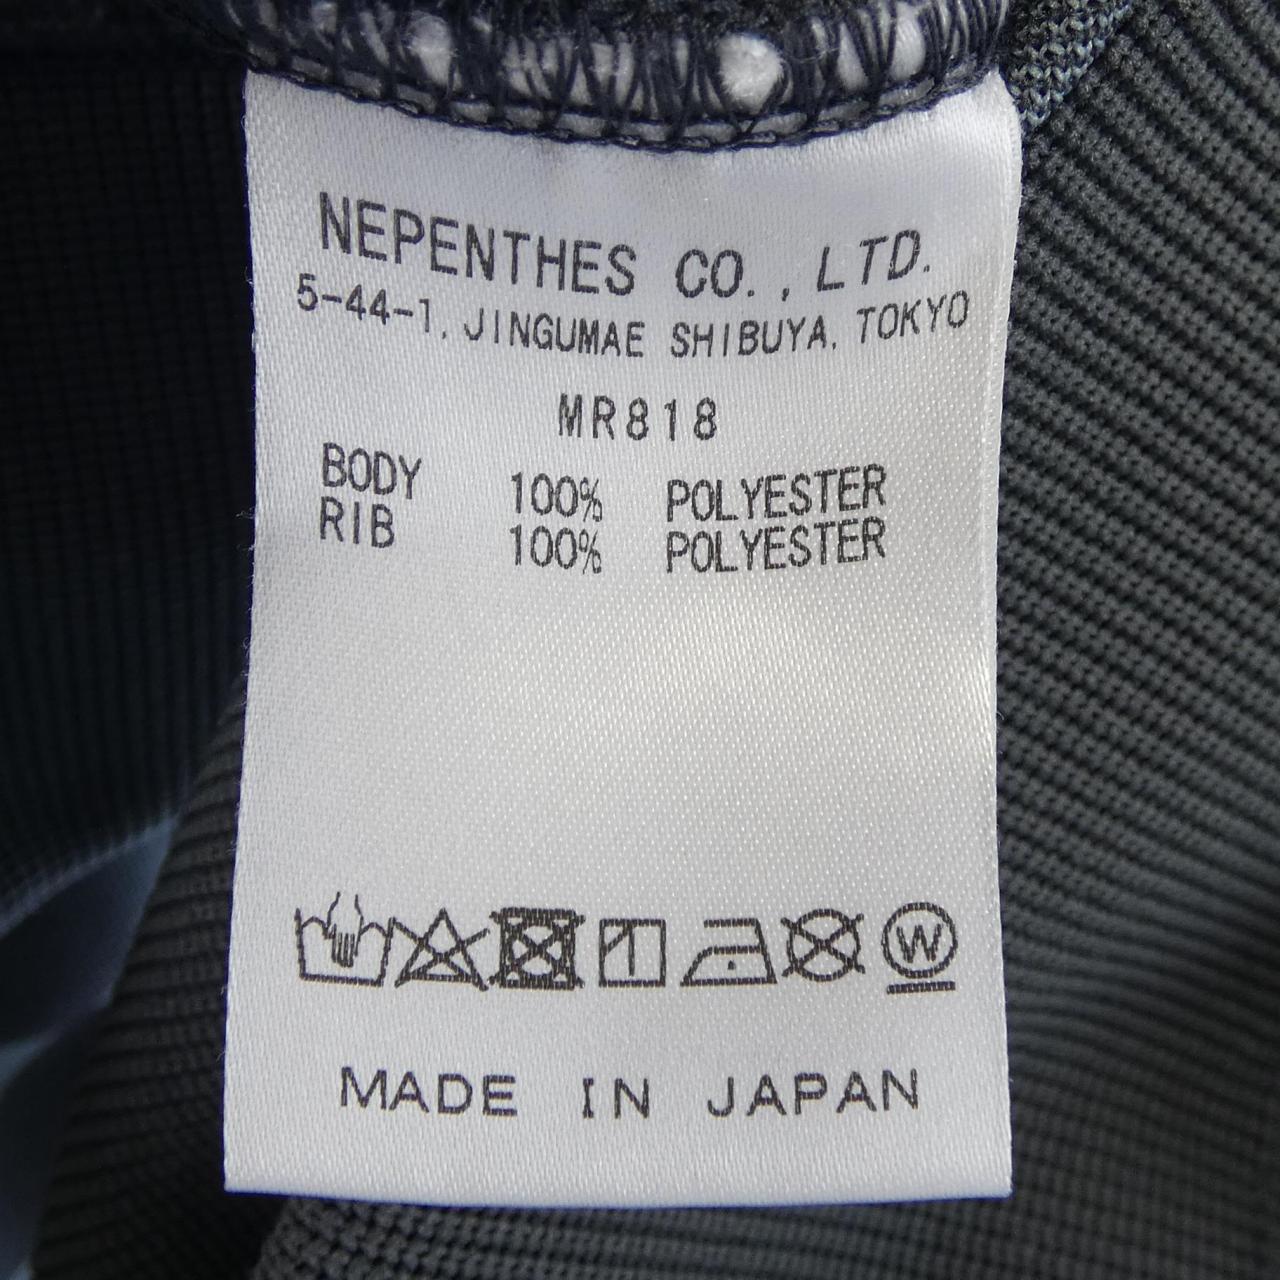 NEPENTHES CO., LTD.
5-44-1, JINGUMAE SHIBUYA, TOKYO
MR818
BODY 100% POLYESTER
RIB 100% POLYESTER
W
MADE IN JAPAN